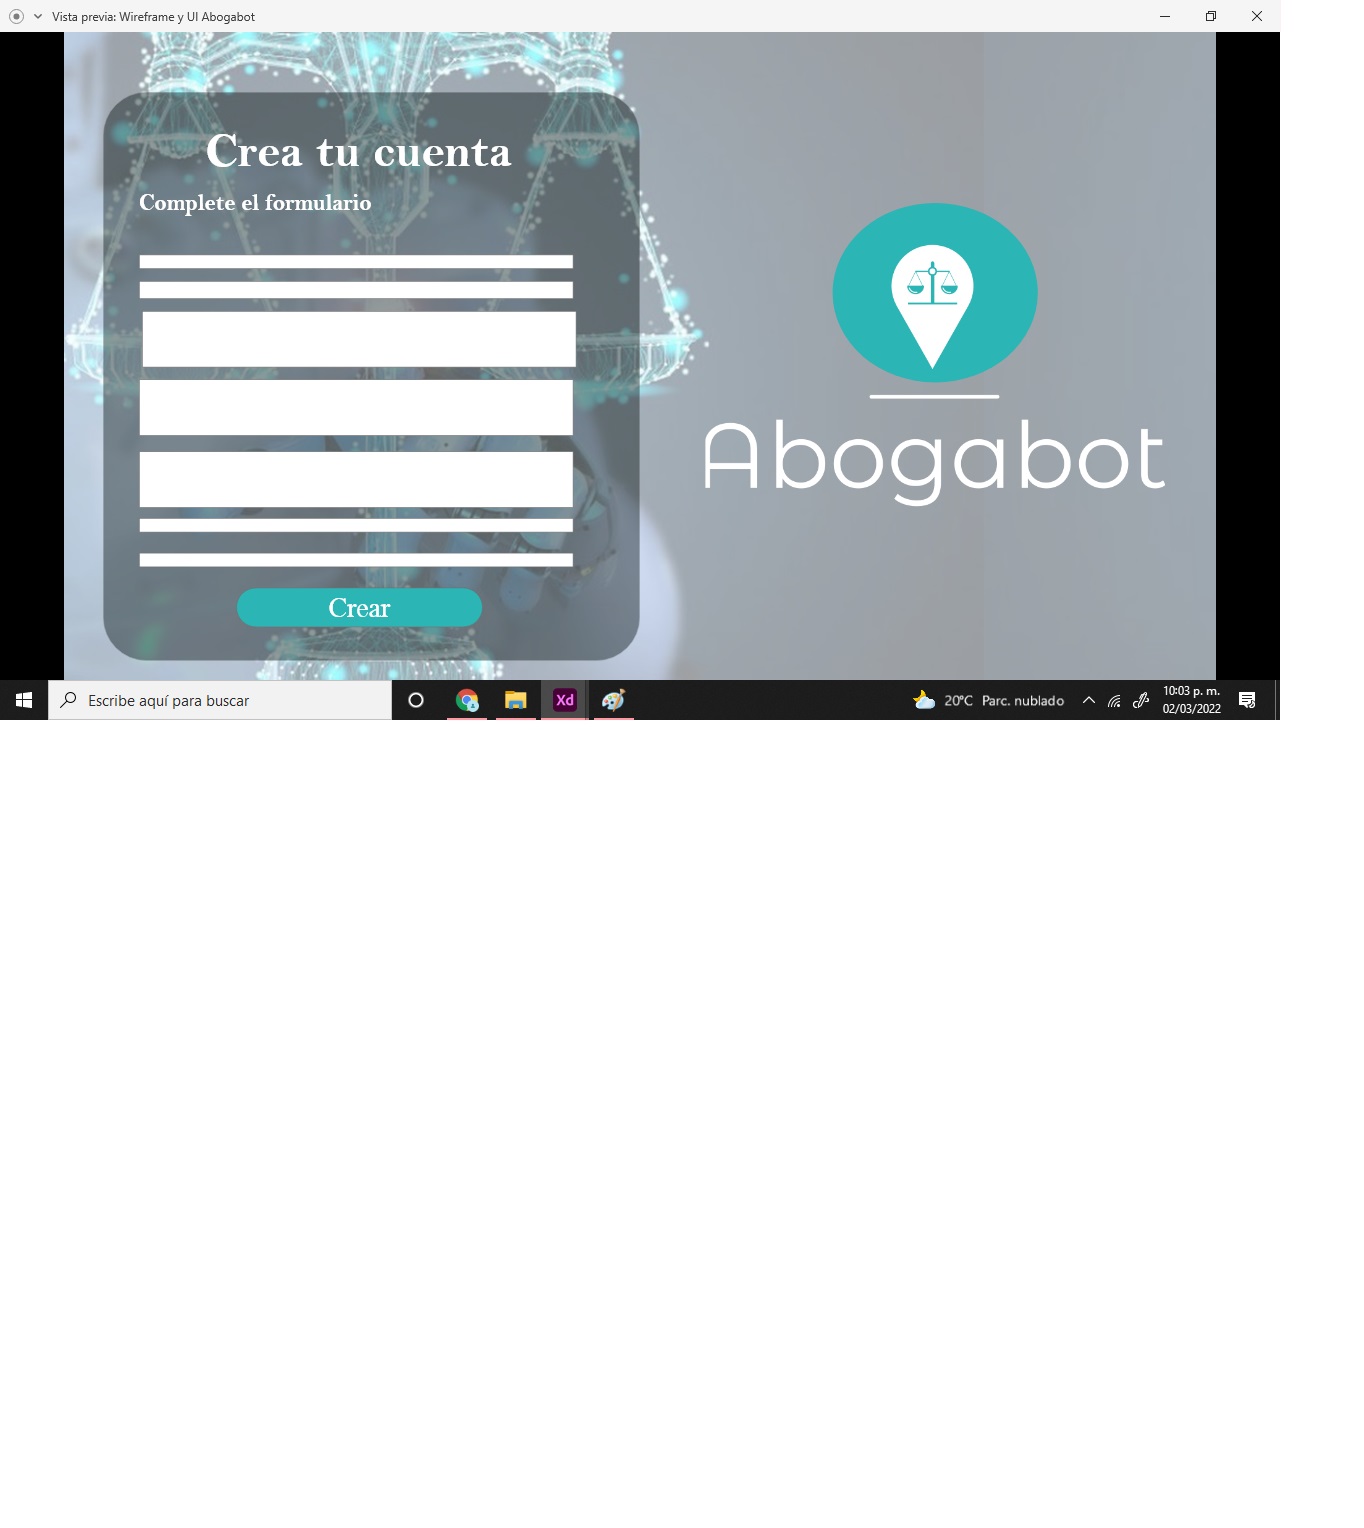 Vista previa: Wireframe y UI Abogabot
Crea tu cuenta
Complete el formulario
Crear
Abogabot
Escribe aquí para buscar
Xd
20°C Parc. nublado
10:03 p. m.
02/03/2022